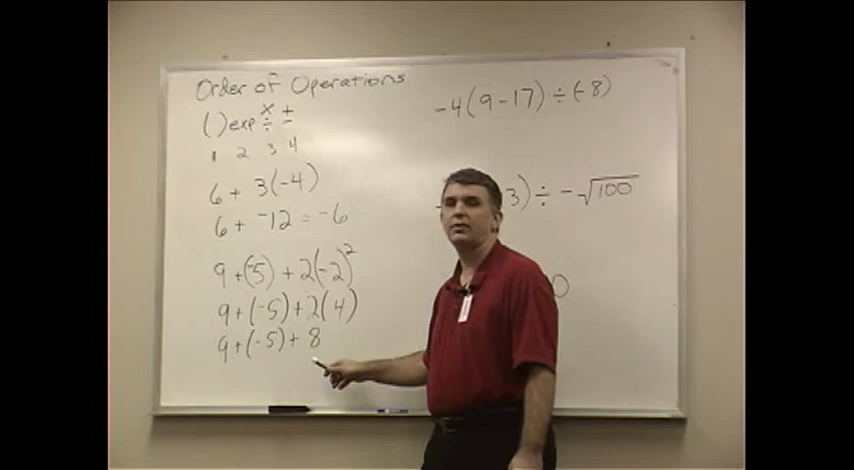 Order of Operations
( ) exp × ÷ + −
1 2 3 4
6 + 3(-4)
6 + -12 = -6
9 + (-5) + 2(-2)²
9 + (-5) + 2(4)
9 + (-5) + 8
-4(9-17) ÷ (-8)
3) ÷ -√100
0